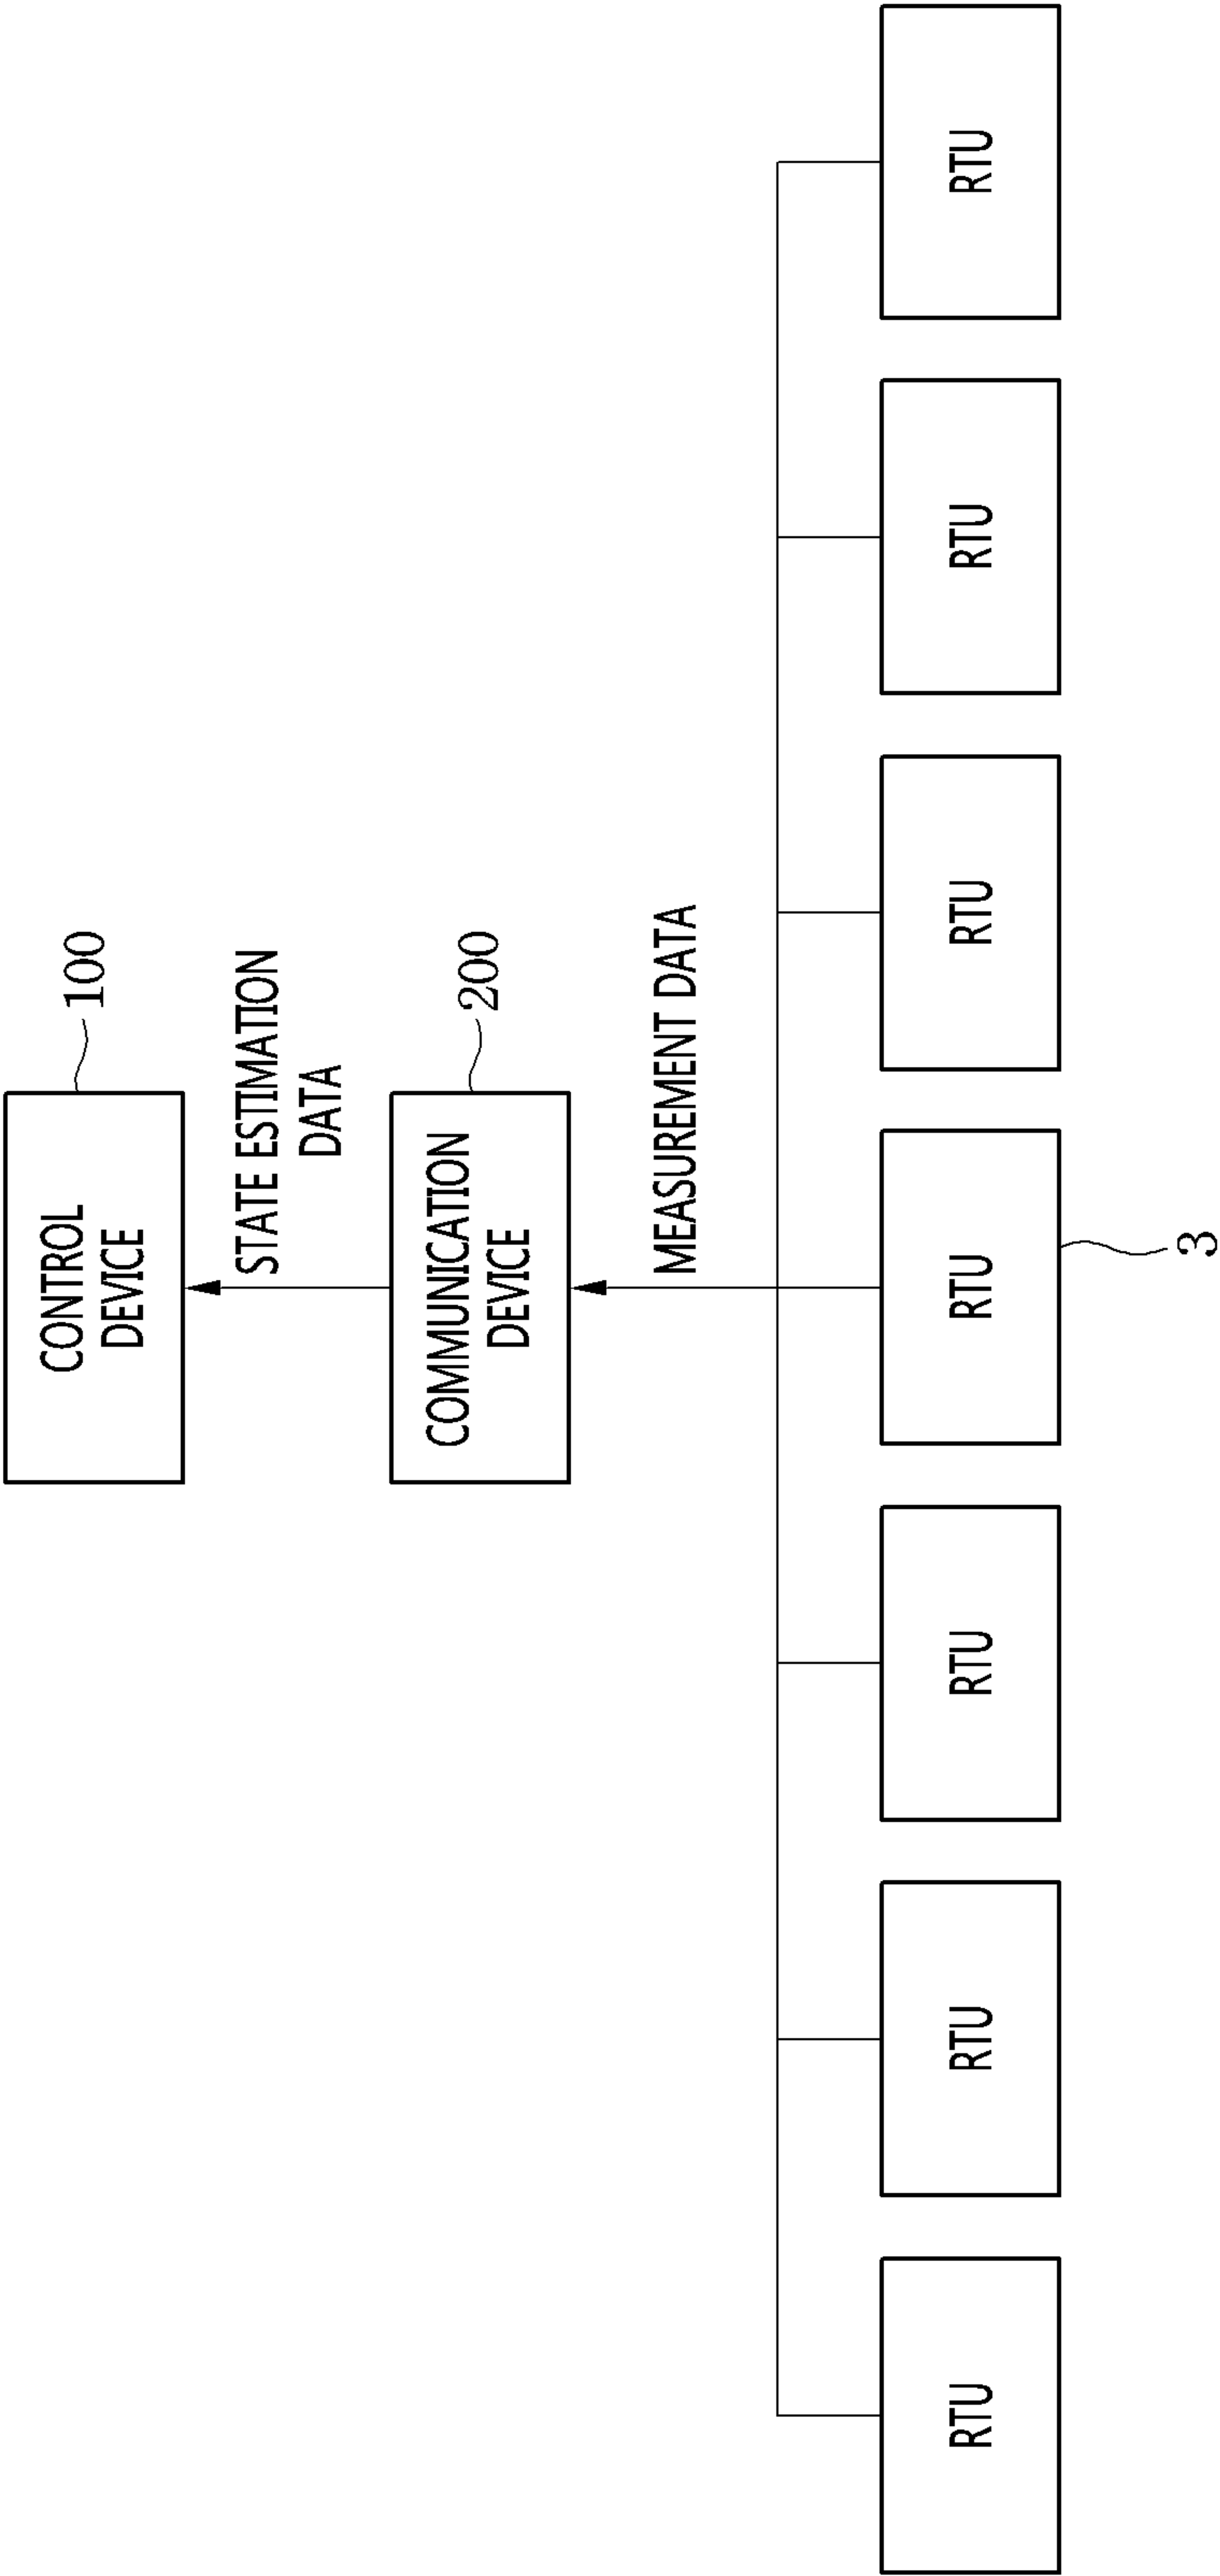 CONTROL
DEVICE
100
STATE ESTIMATION
DATA
COMMUNICATION
DEVICE
200
MEASUREMENT DATA
RTU
RTU
RTU
RTU
RTU
RTU
RTU
3